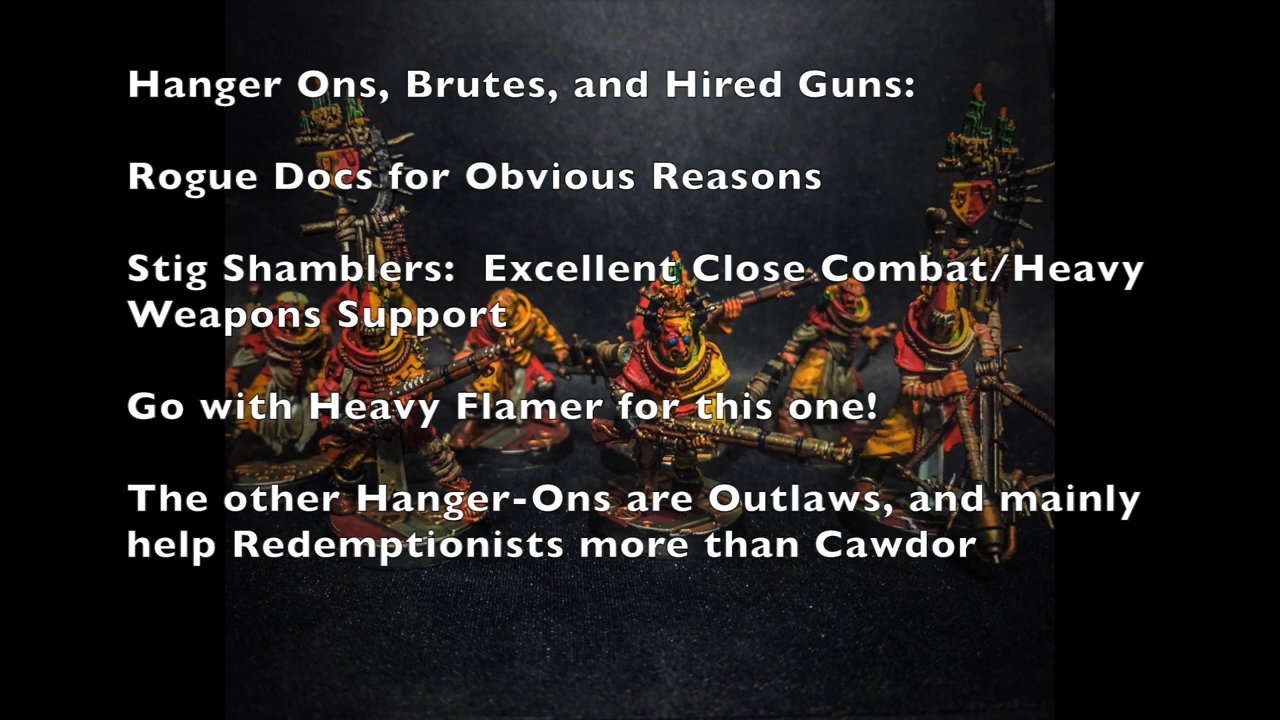 Hanger Ons, Brutes, and Hired Guns:
Rogue Docs for Obvious Reasons
Stig Shamblers:  Excellent Close Combat/Heavy
Weapons Support
Go with Heavy Flamer for this one!
The other Hanger-Ons are Outlaws, and mainly
help Redemptionists more than Cawdor